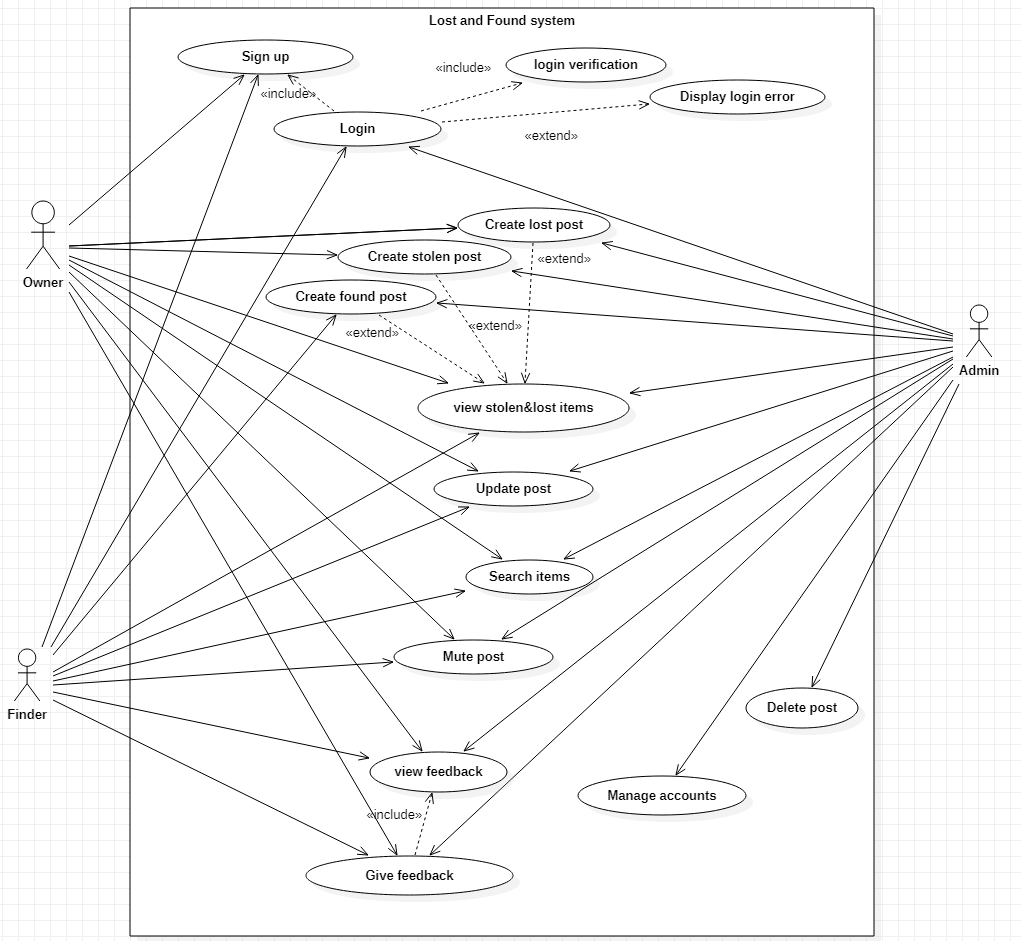 Lost and Found system
Sign up
«include»
login verification
«include»
Display login error
Login
«extend»
Create lost post
Create stolen post
«extend»
Owner
Create found post
«extend»
«extend»
Admin
view stolen&lost items
Update post
Search items
Mute post
Finder
Delete post
view feedback
Manage accounts
«include»
Give feedback